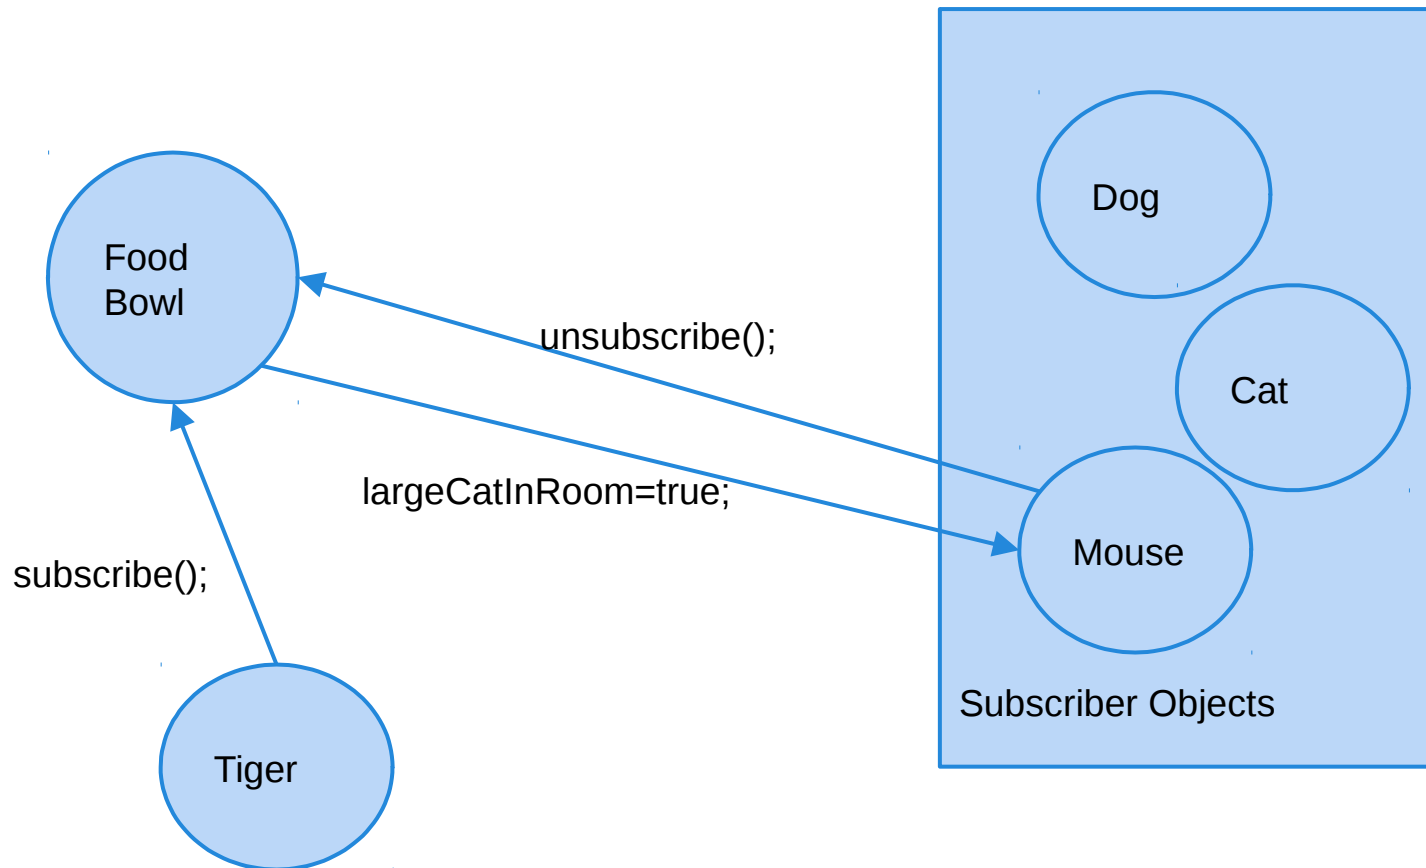 Dog
Food
Bowl
unsubscribe();
Cat
largeCatInRoom=true;
Mouse
subscribe();
Subscriber Objects
Tiger